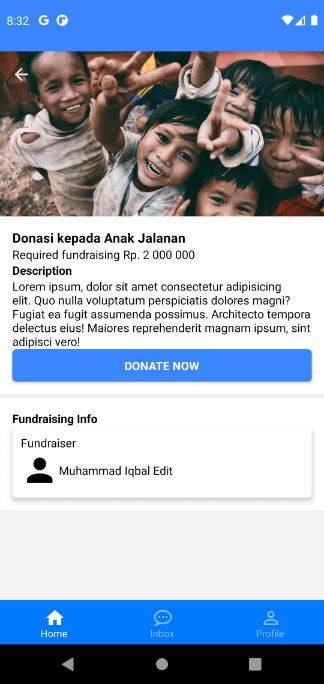 8:32
Donasi kepada Anak Jalanan
Required fundraising Rp. 2 000 000
Description
Lorem ipsum, dolor sit amet consectetur adipisicing
elit. Quo nulla voluptatum perspiciatis dolores magni?
Fugiat ea fugit assumenda possimus. Architecto tempora
delectus eius! Maiores reprehenderit magnam ipsum, sint
adipisci vero!
DONATE NOW
Fundraising Info
Fundraiser
Muhammad Iqbal Edit
Home
Inbox
Profile